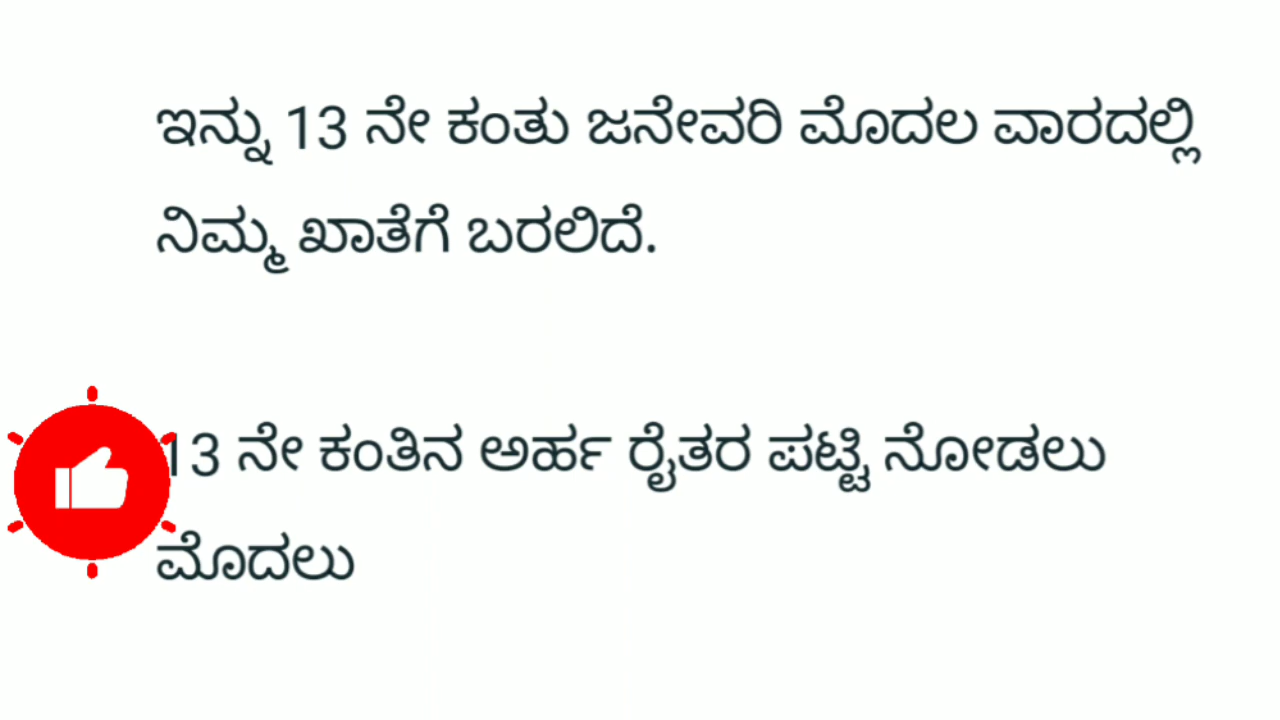 ಇನ್ನು 13 ನೇ ಕಂತು ಜನೇವರಿ ಮೊದಲ ವಾರದಲ್ಲಿ
ನಿಮ್ಮ ಖಾತೆಗೆ ಬರಲಿದೆ.
13 ನೇ ಕಂತಿನ ಅರ್ಹ ರೈತರ ಪಟ್ಟಿ ನೋಡಲು
ಮೊದಲು